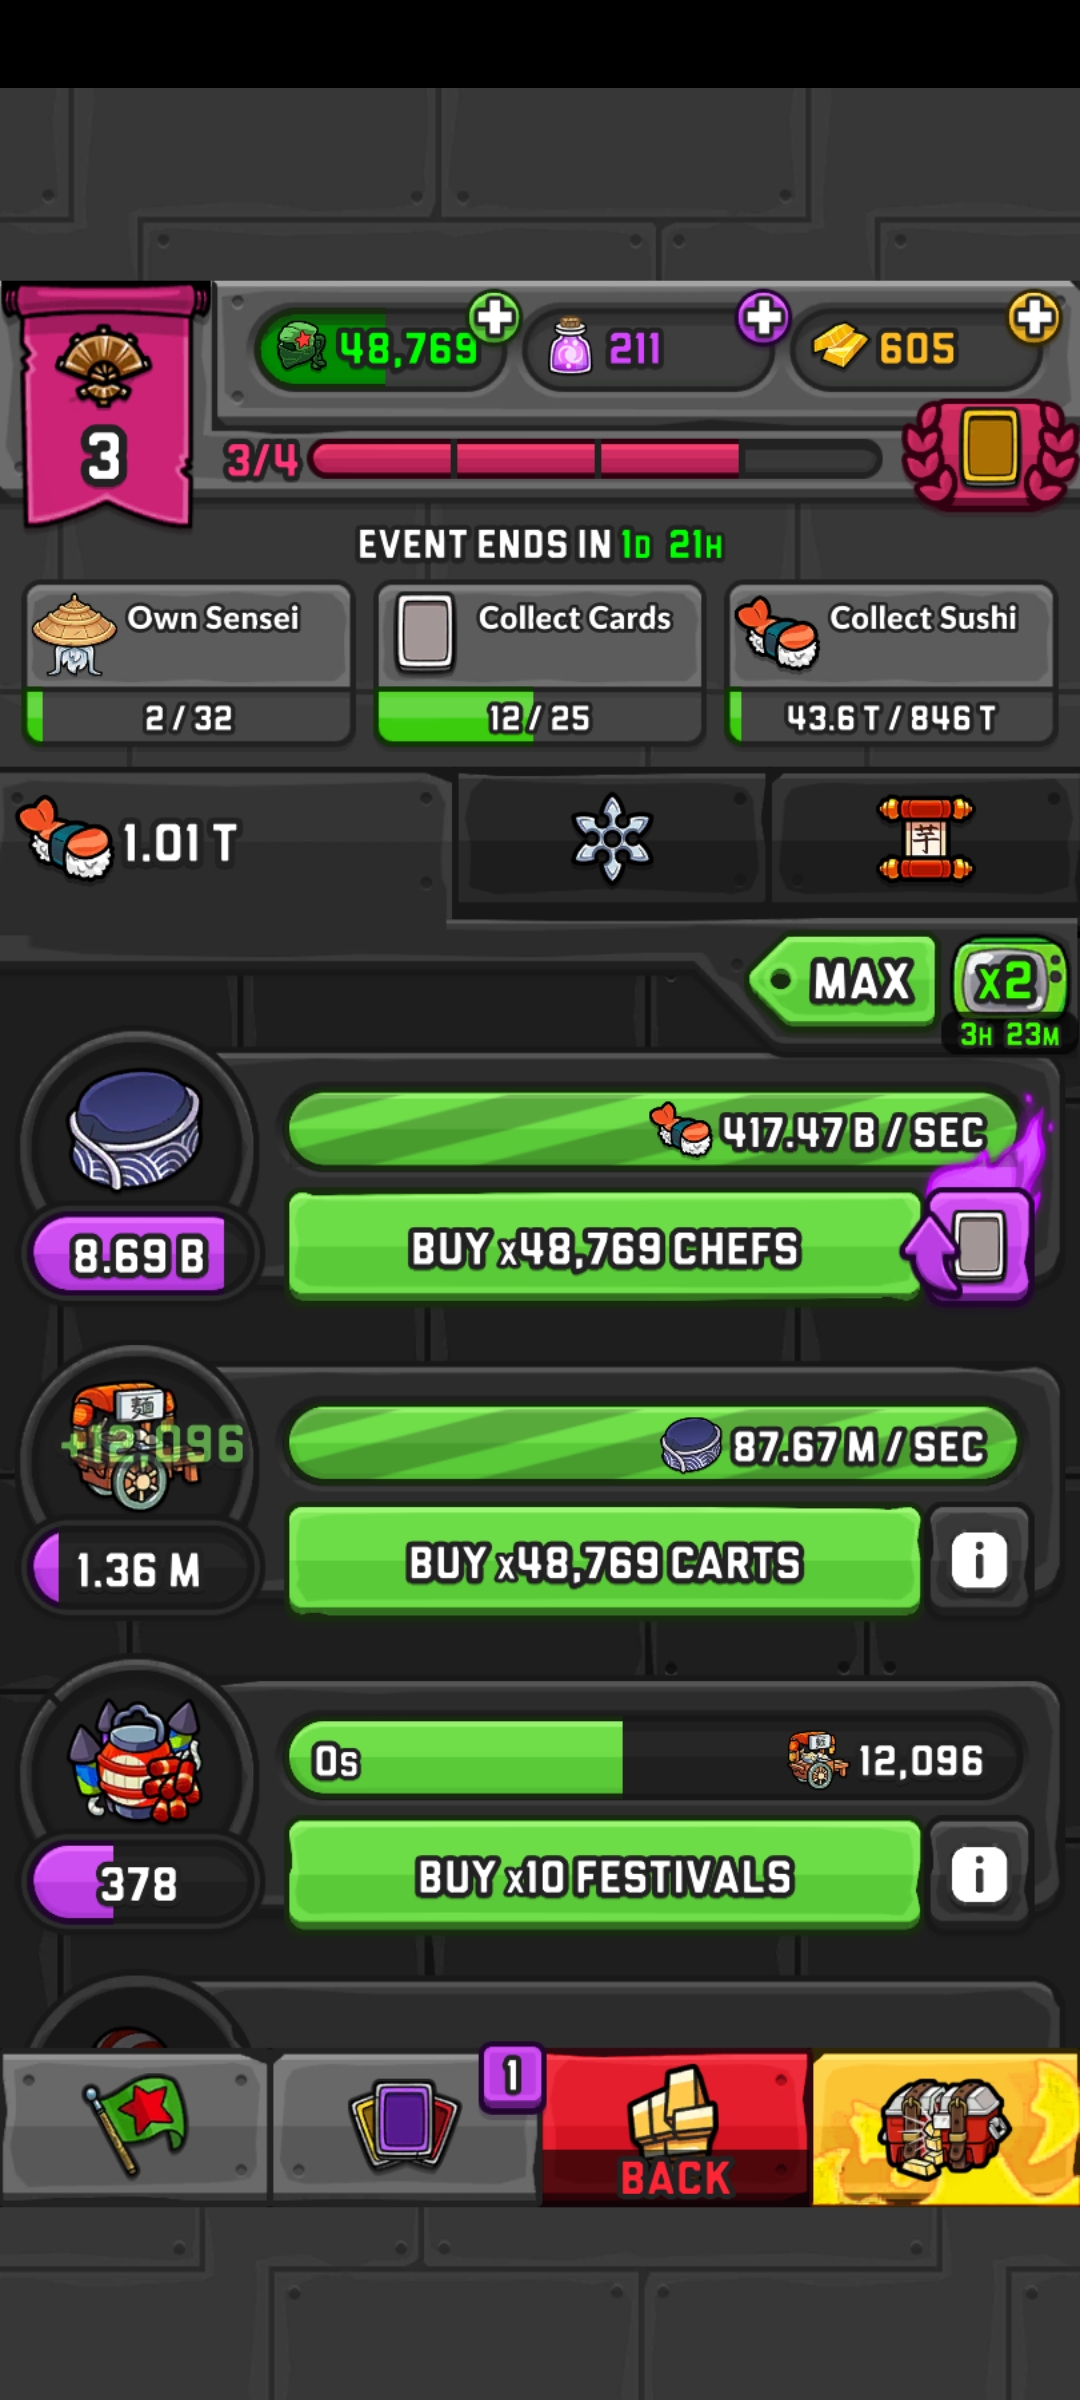 48,769
211
605
3
3/4
EVENT ENDS IN 1D 21H
Own Sensei
Collect Cards
Collect Sushi
2 / 32
12 / 25
43.6 T / 846 T
1.01 T
芋
MAX
x2
3H 23M
417.47 B / SEC
8.69 B
BUY x48,769 CHEFS
麺
+12,096
87.67 M / SEC
1.36 M
BUY x48,769 CARTS
i
0s
12,096
378
BUY x10 FESTIVALS
i
1
BACK